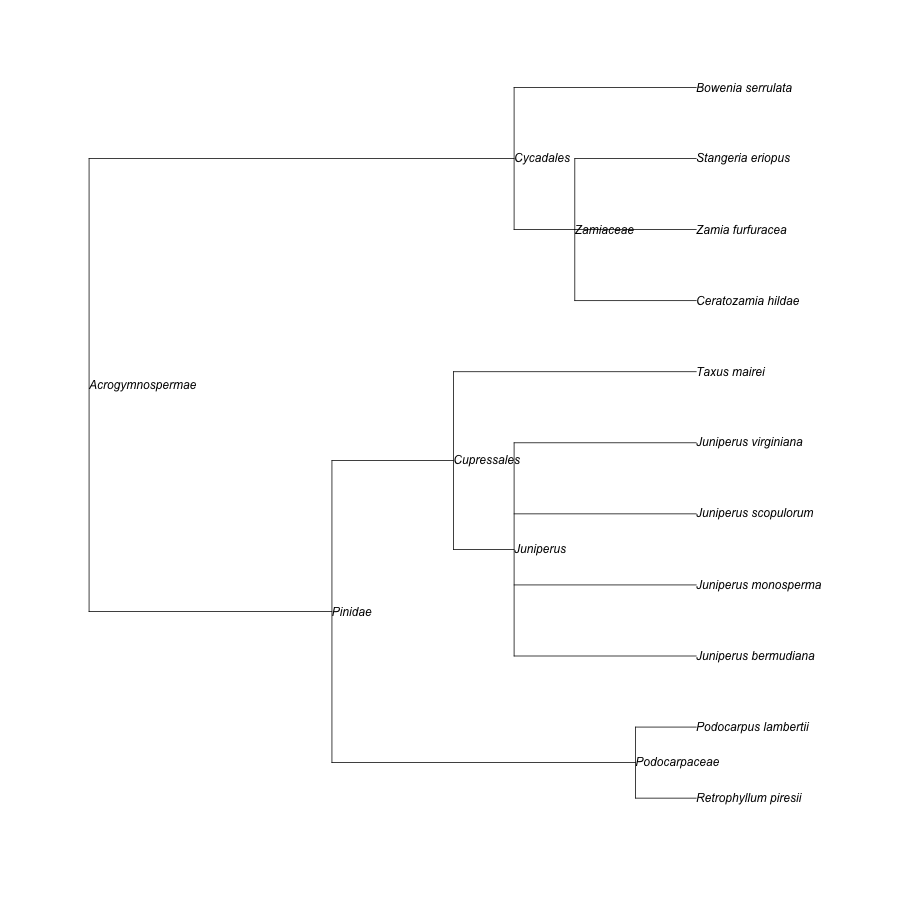 Bowenia serrulata
Cycadales
Stangeria eriopus
Zamiaceae
Zamia furfuracea
Ceratozamia hildae
Taxus mairei
Acrogymnospermae
Juniperus virginiana
Cupressales
Juniperus scopulorum
Juniperus
Juniperus monosperma
Pinidae
Juniperus bermudiana
Podocarpus lambertii
Podocarpaceae
Retrophyllum piresii